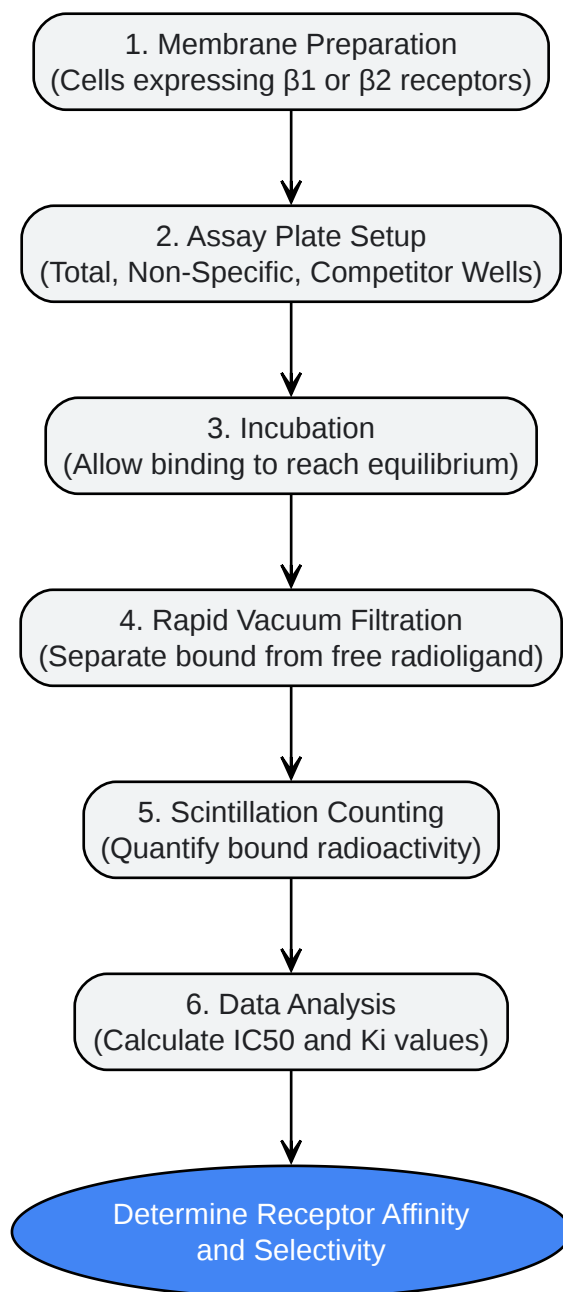 1. Membrane Preparation
(Cells expressing β1 or β2 receptors)
2. Assay Plate Setup
(Total, Non-Specific, Competitor Wells)
3. Incubation
(Allow binding to reach equilibrium)
4. Rapid Vacuum Filtration
(Separate bound from free radioligand)
5. Scintillation Counting
(Quantify bound radioactivity)
6. Data Analysis
(Calculate IC50 and Ki values)
Determine Receptor Affinity
and Selectivity